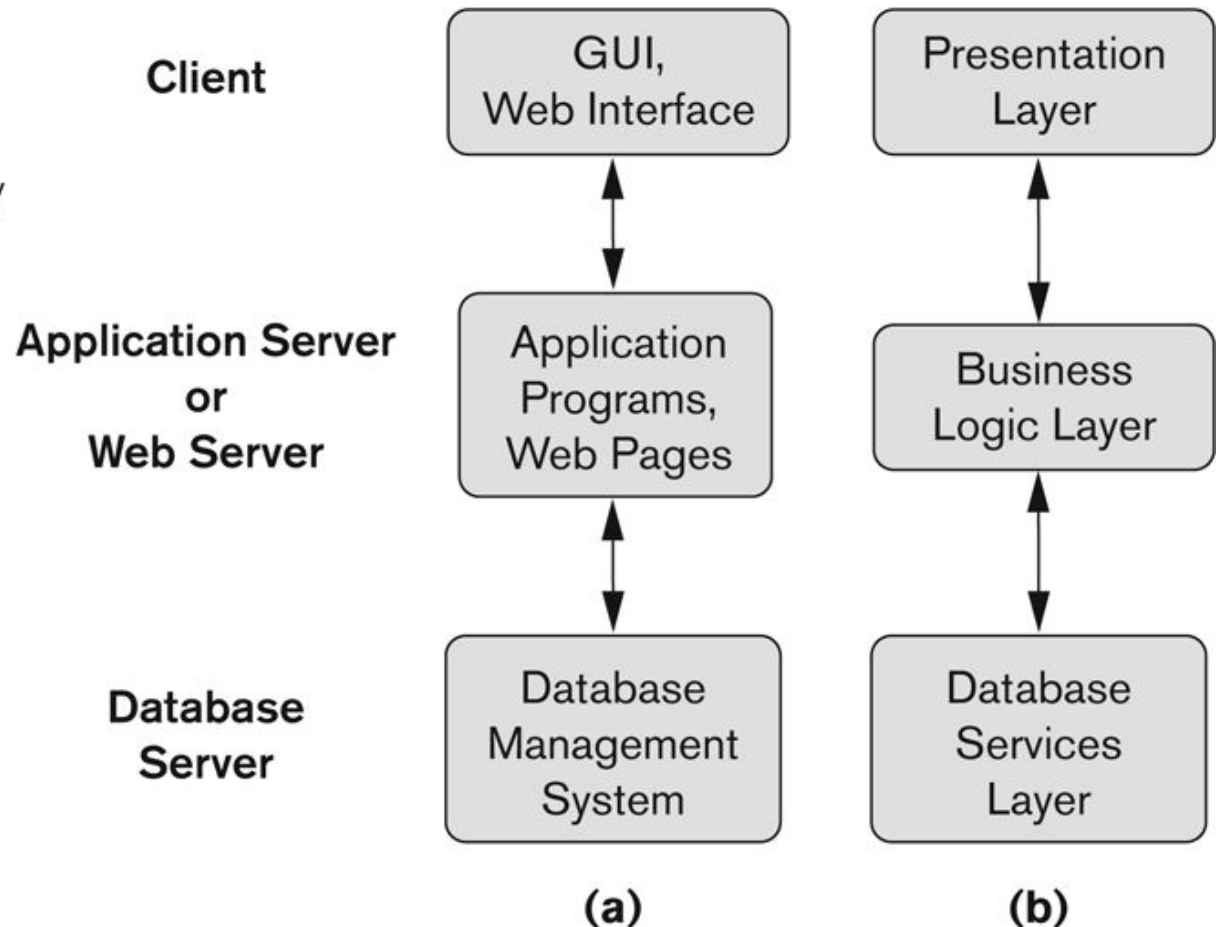 Client
GUI,
Web Interface
Presentation
Layer
Application Server
or
Web Server
Application
Programs,
Web Pages
Business
Logic Layer
Database
Server
Database
Management
System
Database
Services
Layer
(a)
(b)